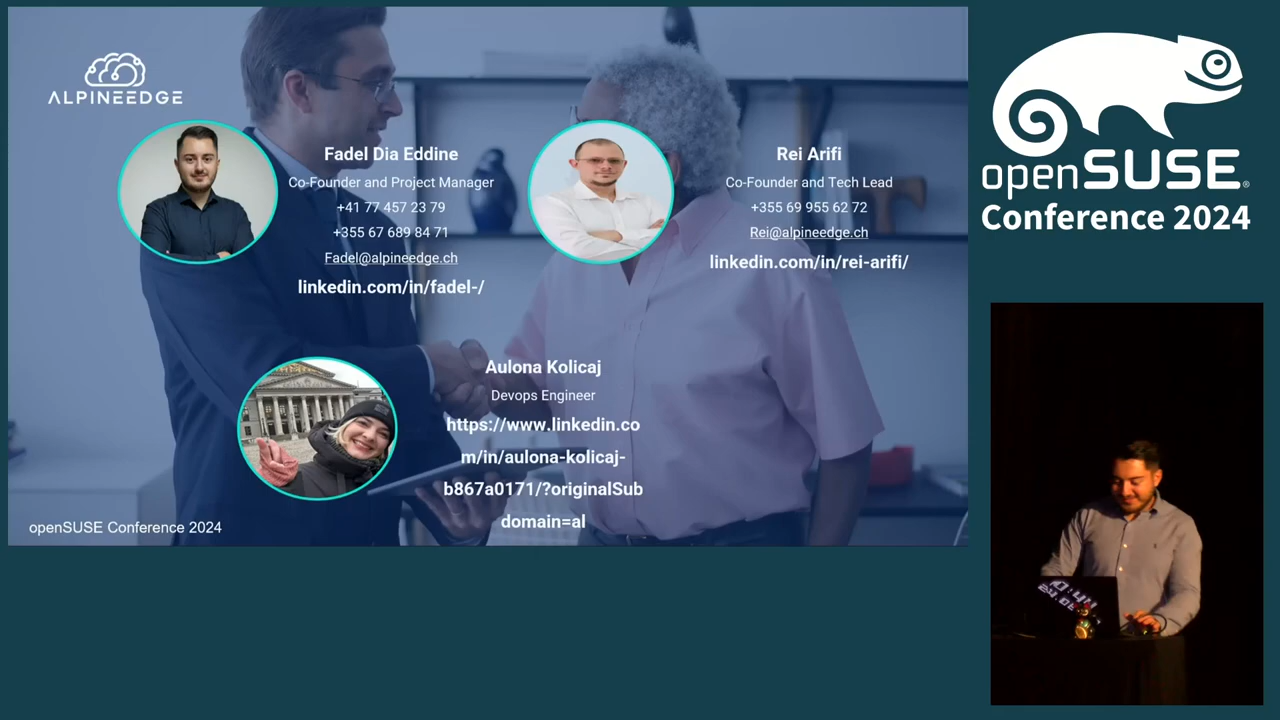 ALPINEEDGE
Fadel Dia Eddine
Co-Founder and Project Manager
+41 77 457 23 79
+355 67 689 84 71
Fadel@alpineedge.ch
linkedin.com/in/fadel-/
Rei Arifi
Co-Founder and Tech Lead
+355 69 955 62 72
Rei@alpineedge.ch
linkedin.com/in/rei-arifi/
Aulona Kolicaj
Devops Engineer
https://www.linkedin.co
m/in/aulona-kolicaj-
b867a0171/?originalSub
domain=al
openSUSE Conference 2024
openSUSE®
Conference 2024